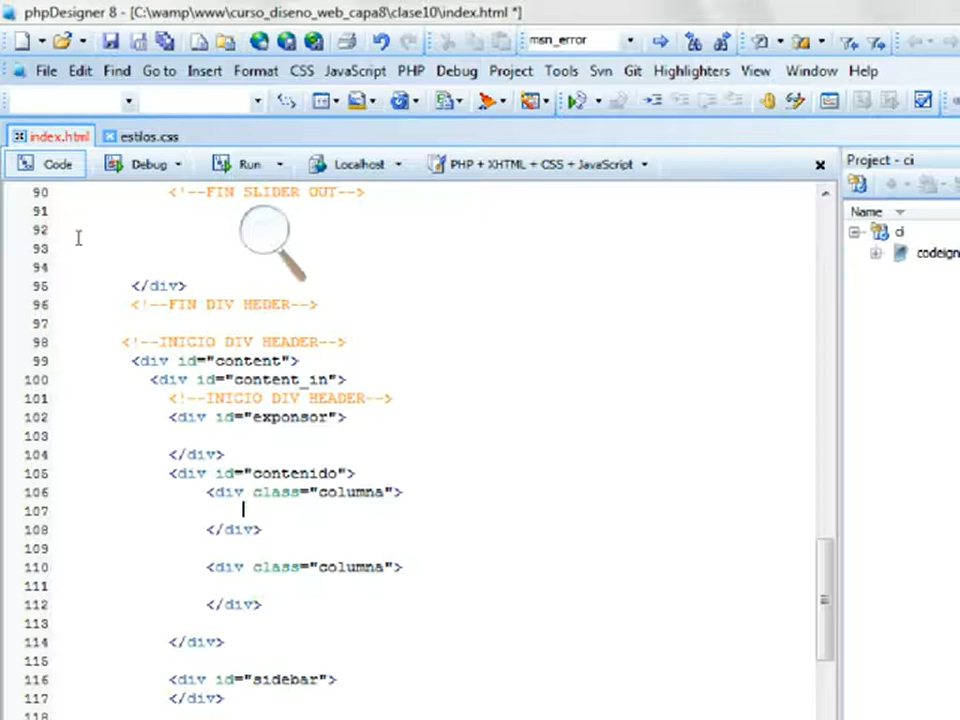 phpDesigner 8 - [C:\wamp\www\curso_diseno_web_capa8\clase10\index.html *]
msn_error
File Edit Find Go to Insert Format CSS JavaScript PHP Debug Project Tools Svn Git Highlighters View Window Help
index.html estilos.css
Code Debug Run Localhost PHP + XHTML + CSS + JavaScript
Project - ci
Name
ci
codeign
90 <!--FIN SLIDER OUT-->
91
92
93
94
95 </div>
96 <!--FIN DIV HEDER-->
97
98 <!--INICIO DIV HEADER-->
99 <div id="content">
100 <div id="content_in">
101 <!--INICIO DIV HEADER-->
102 <div id="exponsor">
103
104 </div>
105 <div id="contenido">
106 <div class="columna">
107
108 </div>
109
110 <div class="columna">
111
112 </div>
113
114 </div>
115
116 <div id="sidebar">
117 </div>
118